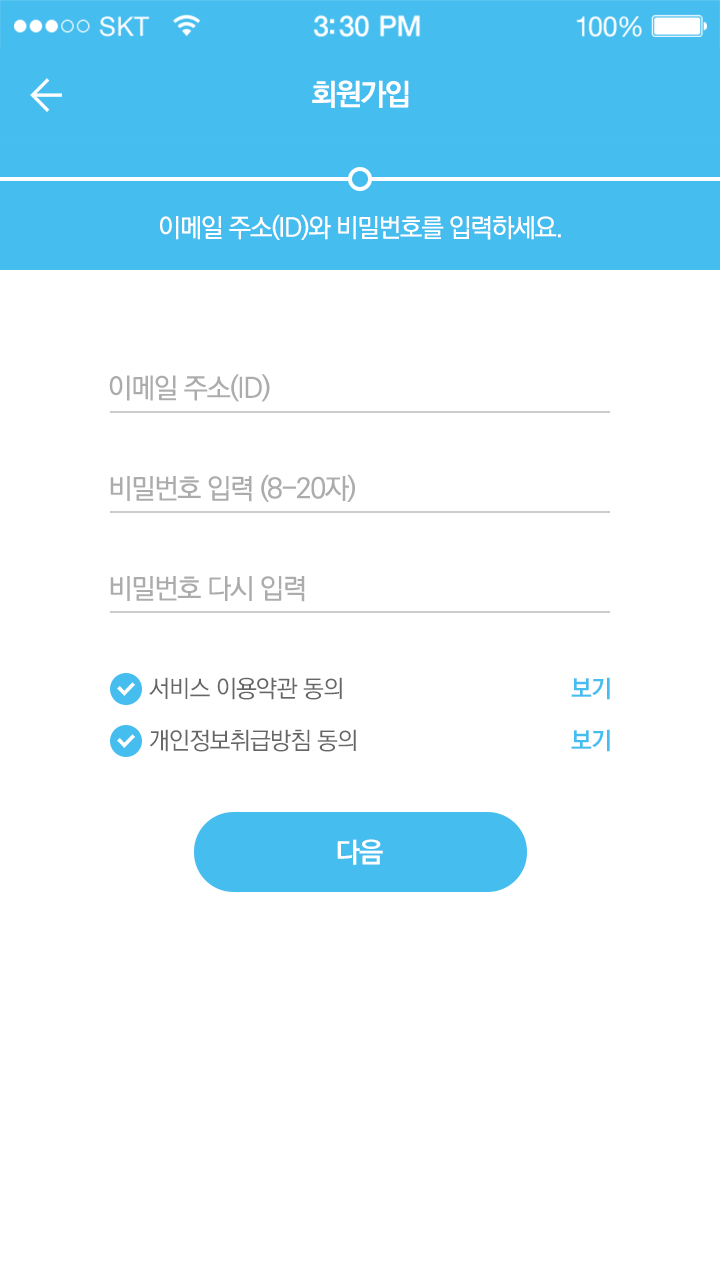 SKT 3:30 PM 100%
회원가입
이메일 주소(ID)와 비밀번호를 입력하세요.
이메일 주소(ID)
비밀번호 입력 (8-20자)
비밀번호 다시 입력
서비스 이용약관 동의 보기
개인정보취급방침 동의 보기
다음